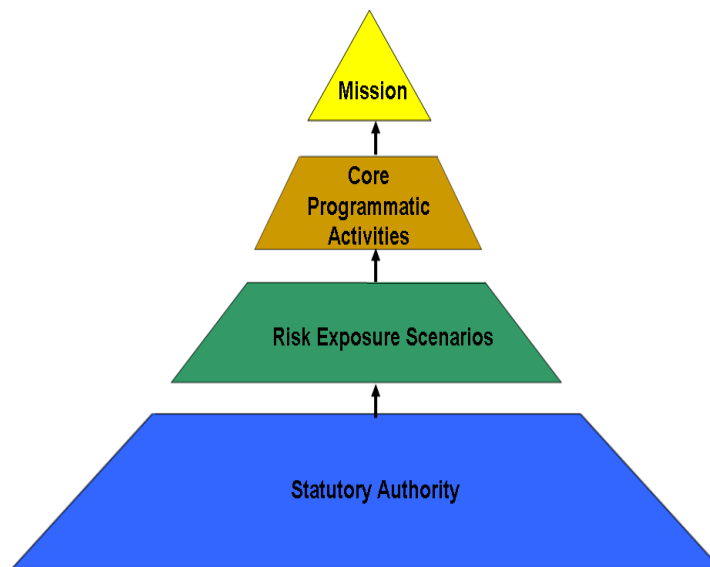 Mission
Core
Programmatic
Activities
Risk Exposure Scenarios
Statutory Authority